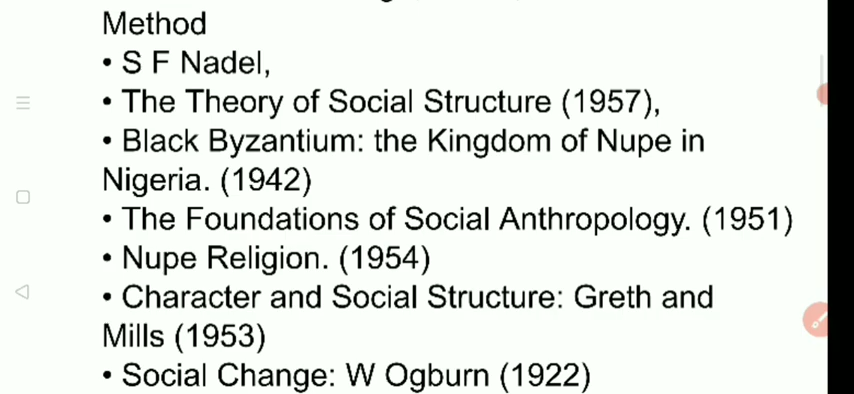 Method
• S F Nadel,
• The Theory of Social Structure (1957),
• Black Byzantium: the Kingdom of Nupe in
Nigeria. (1942)
• The Foundations of Social Anthropology. (1951)
• Nupe Religion. (1954)
• Character and Social Structure: Greth and
Mills (1953)
• Social Change: W Ogburn (1922)